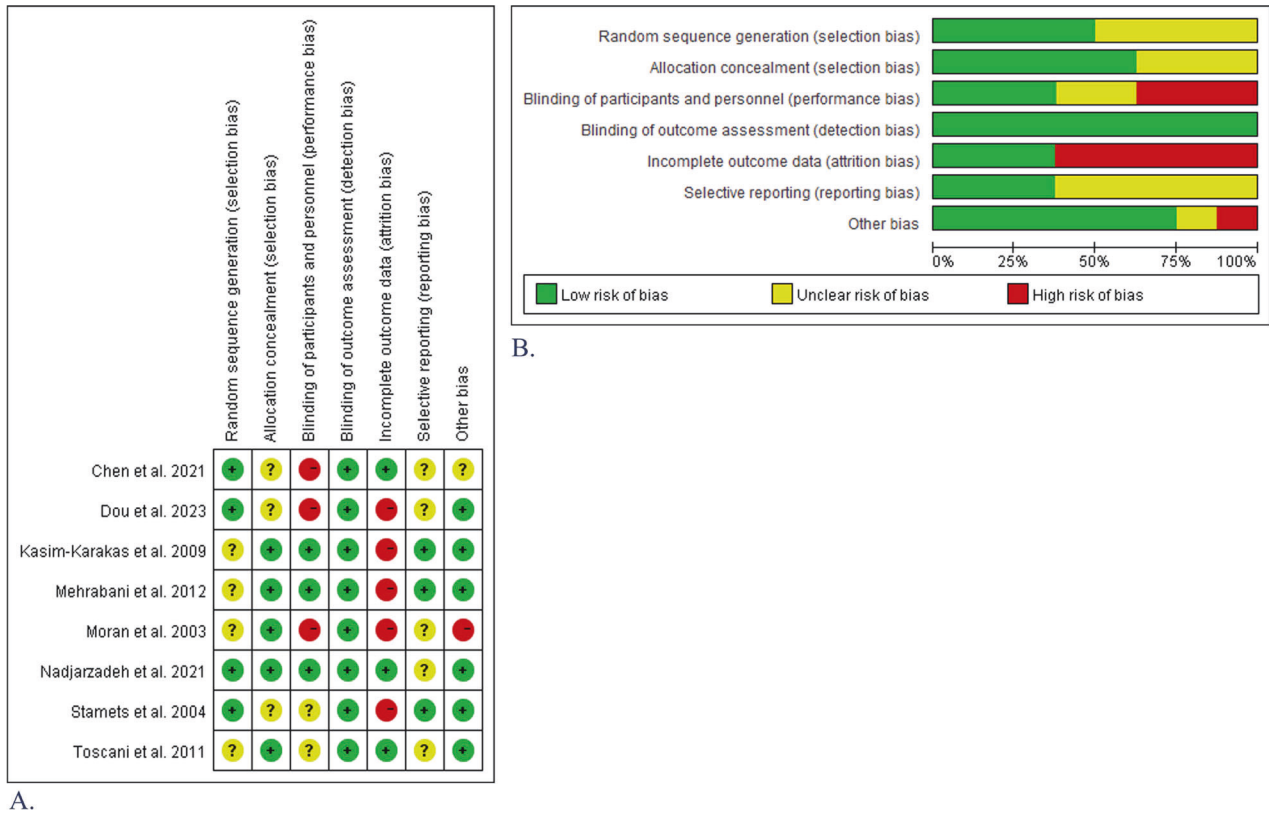 Random sequence generation (selection bias)
Allocation concealment (selection bias)
Blinding of participants and personnel (performance bias)
Blinding of outcome assessment (detection bias)
Incomplete outcome data (attrition bias)
Selective reporting (reporting bias)
Other bias
Chen et al. 2021 + ? - + + ? ?
Dou et al. 2023 + ? - + - ? +
Kasim-Karakas et al. 2009 ? + + + - + +
Mehrabani et al. 2012 ? + + + - + +
Moran et al. 2003 ? + - + - ? -
Nadjarzadeh et al. 2021 + + + + + ? +
Stamets et al. 2004 + ? ? + - + +
Toscani et al. 2011 ? + ? + + ? +
A.
Random sequence generation (selection bias)
Allocation concealment (selection bias)
Blinding of participants and personnel (performance bias)
Blinding of outcome assessment (detection bias)
Incomplete outcome data (attrition bias)
Selective reporting (reporting bias)
Other bias
0% 25% 50% 75% 100%
Low risk of bias Unclear risk of bias High risk of bias
B.